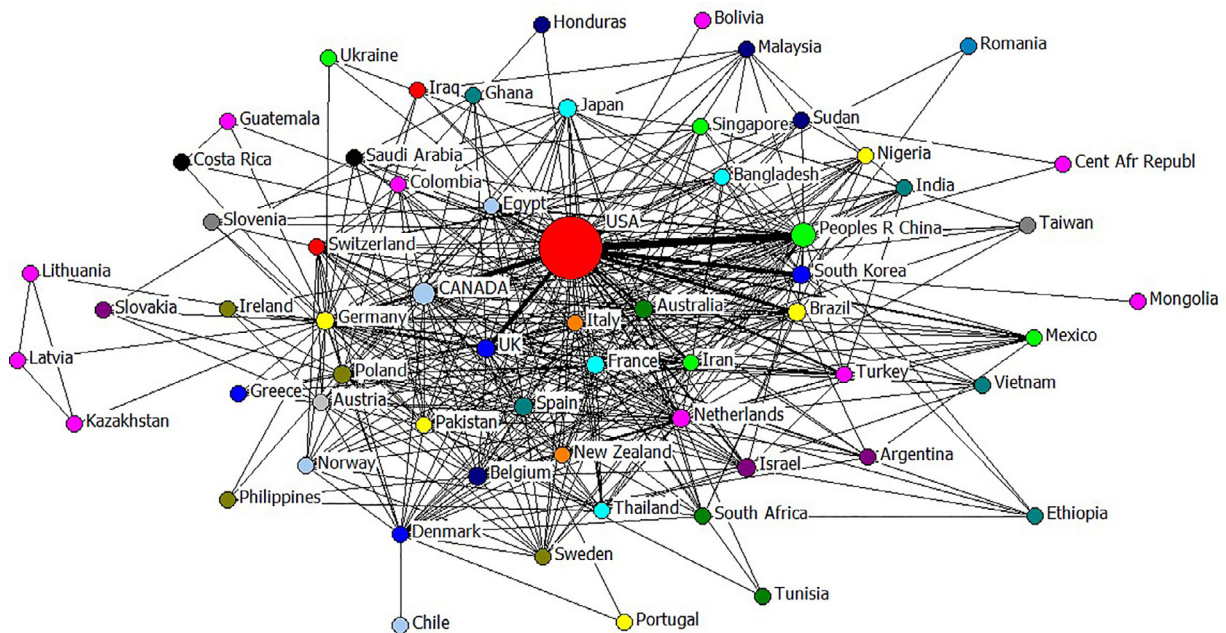 Honduras
Bolivia
Ukraine
Malaysia
Romania
Iraq
Ghana
Japan
Guatemala
Singapore
Sudan
Costa Rica
Saudi Arabia
Nigeria
Cent Afr Republ
Colombia
Bangladesh
India
Egypt
USA
Slovenia
Taiwan
Peoples R China
Switzerland
Lithuania
South Korea
CANADA
Slovakia
Ireland
Germany
Australia
Brazil
Mongolia
Italy
Mexico
UK
Latvia
France
Iran
Poland
Turkey
Vietnam
Greece
Austria
Spain
Kazakhstan
Pakistan
Netherlands
New Zealand
Argentina
Norway
Belgium
Israel
Philippines
Thailand
South Africa
Ethiopia
Denmark
Sweden
Tunisia
Chile
Portugal